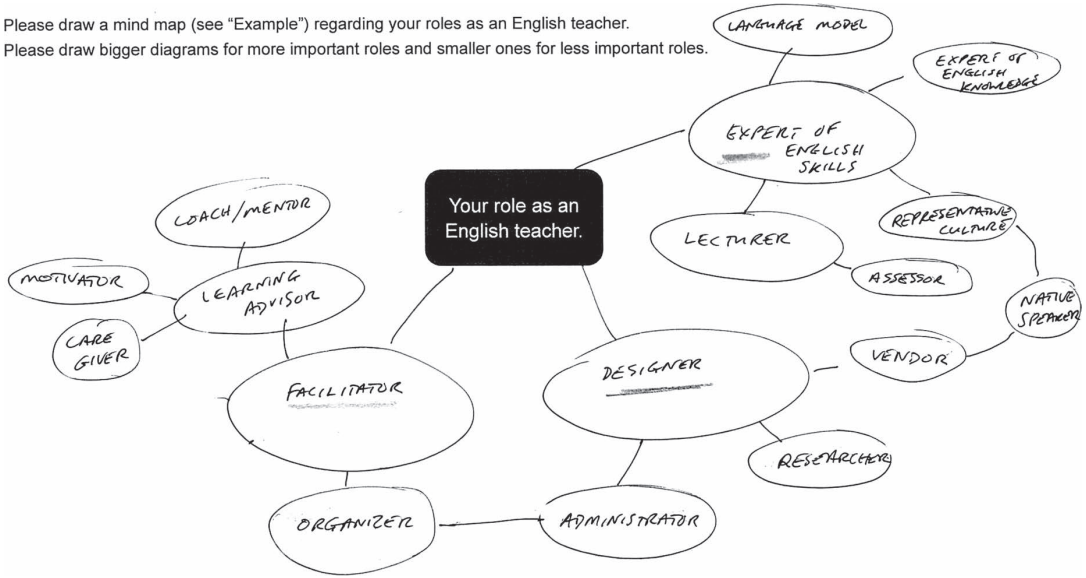 Please draw a mind map (see “Example”) regarding your roles as an English teacher.
Please draw bigger diagrams for more important roles and smaller ones for less important roles.
LANGUAGE MODEL
EXPERT OF
ENGLISH
KNOWLEDGE
EXPERT OF
ENGLISH
SKILLS
Your role as an
English teacher.
COACH/MENTOR
REPRESENTATIVE
CULTURE
LECTURER
ASSESSOR
MOTIVATOR
LEARNING
ADVISOR
NATIVE
SPEAKER
CARE
GIVER
VENDOR
FACILITATOR
DESIGNER
RESEARCHER
ORGANIZER
ADMINISTRATOR